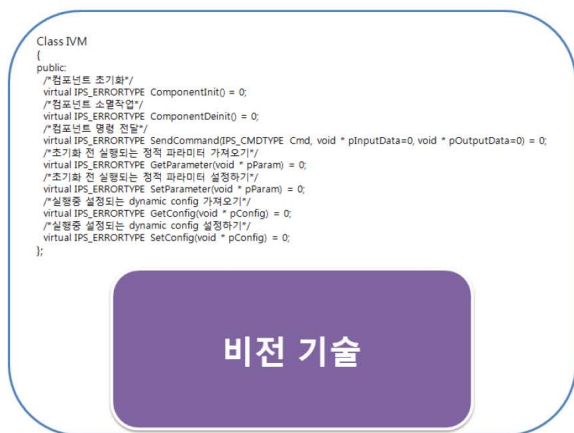 Class IVM
{
public:
/*컴포넌트 초기화*/
virtual IPS_ERRORTYPE ComponentInit() = 0;
/*컴포넌트 소멸작업*/
virtual IPS_ERRORTYPE ComponentDeinit() = 0;
/*컴포넌트 명령 전달*/
virtual IPS_ERRORTYPE SendCommand(IPS_CMDTYPE Cmd, void * pInputData=0, void * pOutputData=0) = 0;
/*초기화 전 실행되는 정적 파라미터 가져오기*/
virtual IPS_ERRORTYPE GetParameter(void * pParam) = 0;
/*초기화 전 실행되는 정적 파라미터 설정하기*/
virtual IPS_ERRORTYPE SetParameter(void * pParam) = 0;
/*실행중 설정되는 dynamic config 가져오기*/
virtual IPS_ERRORTYPE GetConfig(void * pConfig) = 0;
/*실행중 설정되는 dynamic config 설정하기*/
virtual IPS_ERRORTYPE SetConfig(void * pConfig) = 0;
};
비전 기술